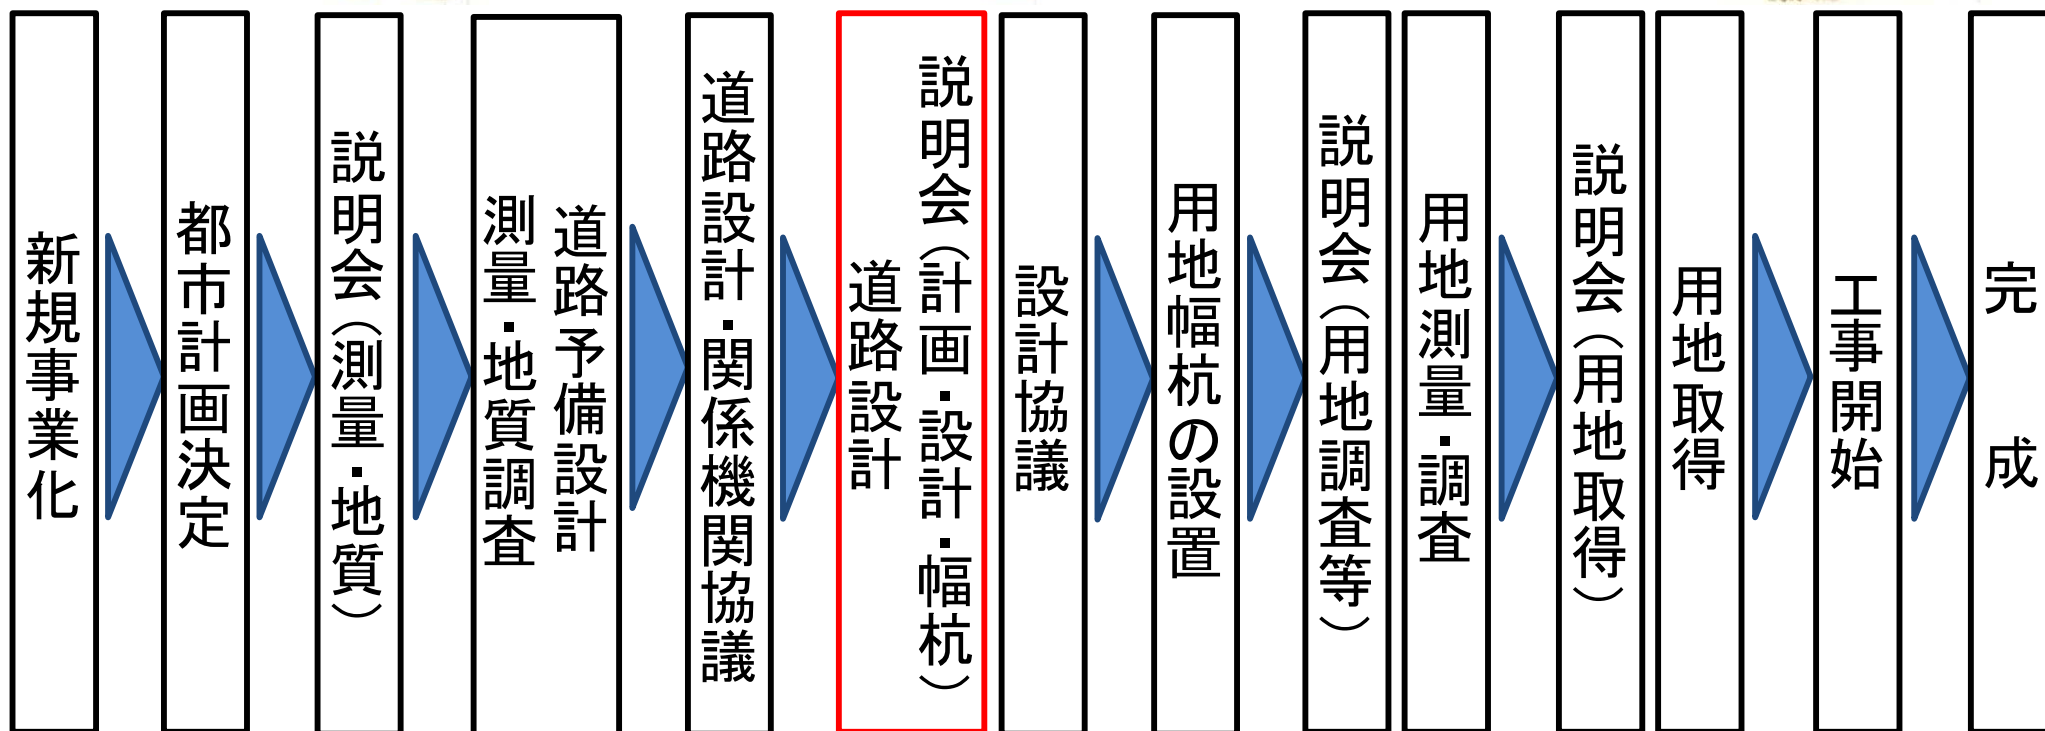 新規事業化
都市計画決定
説明会（測量・地質）
道路予備設計
測量・地質調査
道路設計・関係機関協議
説明会（計画・設計・幅杭）
道路設計
設計協議
用地幅杭の設置
説明会（用地調査等）
用地測量・調査
説明会（用地取得）
用地取得
工事開始
完　成